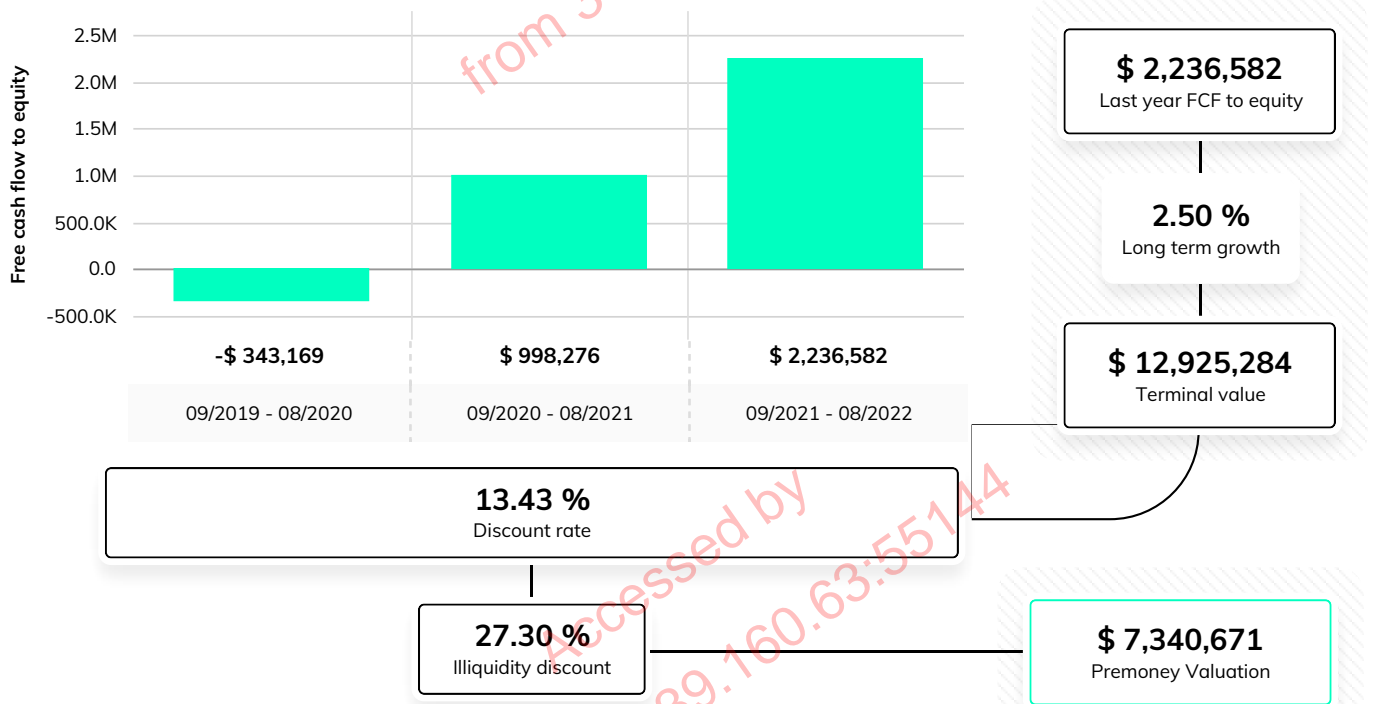 Free cash flow to equity
2.5M
2.0M
1.5M
1.0M
500.0K
0.0
-500.0K
-$ 343,169
$ 998,276
$ 2,236,582
09/2019 - 08/2020
09/2020 - 08/2021
09/2021 - 08/2022
$ 2,236,582
Last year FCF to equity
2.50 %
Long term growth
$ 12,925,284
Terminal value
13.43 %
Discount rate
27.30 %
Illiquidity discount
$ 7,340,671
Premoney Valuation
from
Accessed by
39.160.63:55144